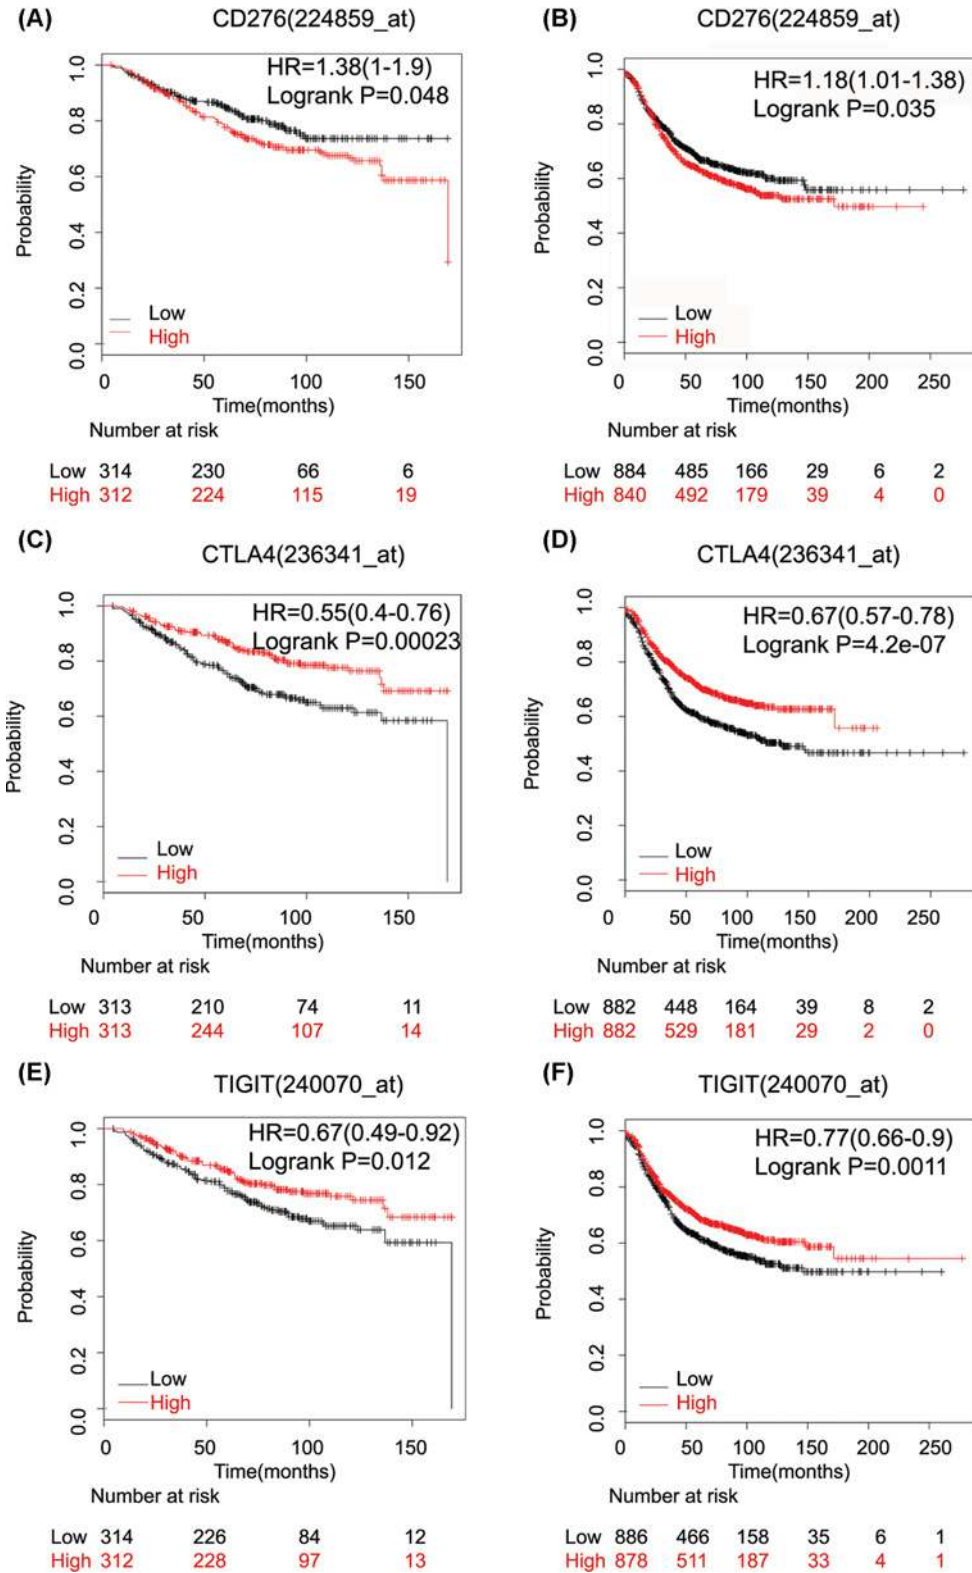 (A)
CD276(224859_at)
HR=1.38(1-1.9)
Logrank P=0.048
Probability
1.0
0.8
0.6
0.4
0.2
0.0
Low
High
0 50 100 150
Time(months)
Number at risk
Low 314 230 66 6
High 312 224 115 19
(B)
CD276(224859_at)
HR=1.18(1.01-1.38)
Logrank P=0.035
Probability
1.0
0.8
0.6
0.4
0.2
0.0
Low
High
0 50 100 150 200 250
Time(months)
Number at risk
Low 884 485 166 29 6 2
High 840 492 179 39 4 0
(C)
CTLA4(236341_at)
HR=0.55(0.4-0.76)
Logrank P=0.00023
Probability
1.0
0.8
0.6
0.4
0.2
0.0
Low
High
0 50 100 150
Time(months)
Number at risk
Low 313 210 74 11
High 313 244 107 14
(D)
CTLA4(236341_at)
HR=0.67(0.57-0.78)
Logrank P=4.2e-07
Probability
1.0
0.8
0.6
0.4
0.2
0.0
Low
High
0 50 100 150 200 250
Time(months)
Number at risk
Low 882 448 164 39 8 2
High 882 529 181 29 2 0
(E)
TIGIT(240070_at)
HR=0.67(0.49-0.92)
Logrank P=0.012
Probability
1.0
0.8
0.6
0.4
0.2
0.0
Low
High
0 50 100 150
Time(months)
Number at risk
Low 314 226 84 12
High 312 228 97 13
(F)
TIGIT(240070_at)
HR=0.77(0.66-0.9)
Logrank P=0.0011
Probability
1.0
0.8
0.6
0.4
0.2
0.0
Low
High
0 50 100 150 200 250
Time(months)
Number at risk
Low 886 466 158 35 6 1
High 878 511 187 33 4 1